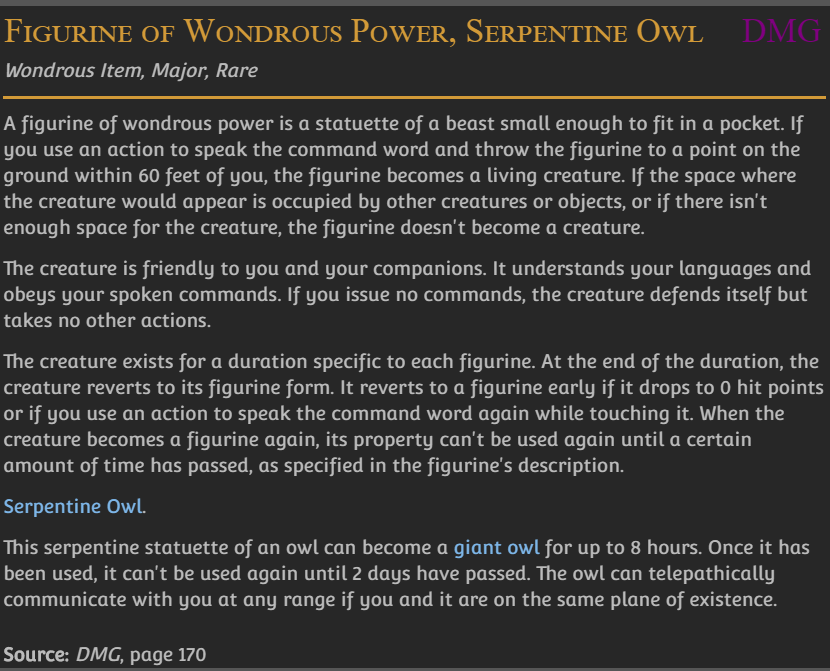 Figurine of Wondrous Power, Serpentine Owl DMG
Wondrous Item, Major, Rare
A figurine of wondrous power is a statuette of a beast small enough to fit in a pocket. If
you use an action to speak the command word and throw the figurine to a point on the
ground within 60 feet of you, the figurine becomes a living creature. If the space where
the creature would appear is occupied by other creatures or objects, or if there isn't
enough space for the creature, the figurine doesn't become a creature.
The creature is friendly to you and your companions. It understands your languages and
obeys your spoken commands. If you issue no commands, the creature defends itself but
takes no other actions.
The creature exists for a duration specific to each figurine. At the end of the duration, the
creature reverts to its figurine form. It reverts to a figurine early if it drops to 0 hit points
or if you use an action to speak the command word again while touching it. When the
creature becomes a figurine again, its property can't be used again until a certain
amount of time has passed, as specified in the figurine's description.
Serpentine Owl.
This serpentine statuette of an owl can become a giant owl for up to 8 hours. Once it has
been used, it can't be used again until 2 days have passed. The owl can telepathically
communicate with you at any range if you and it are on the same plane of existence.
Source: DMG, page 170